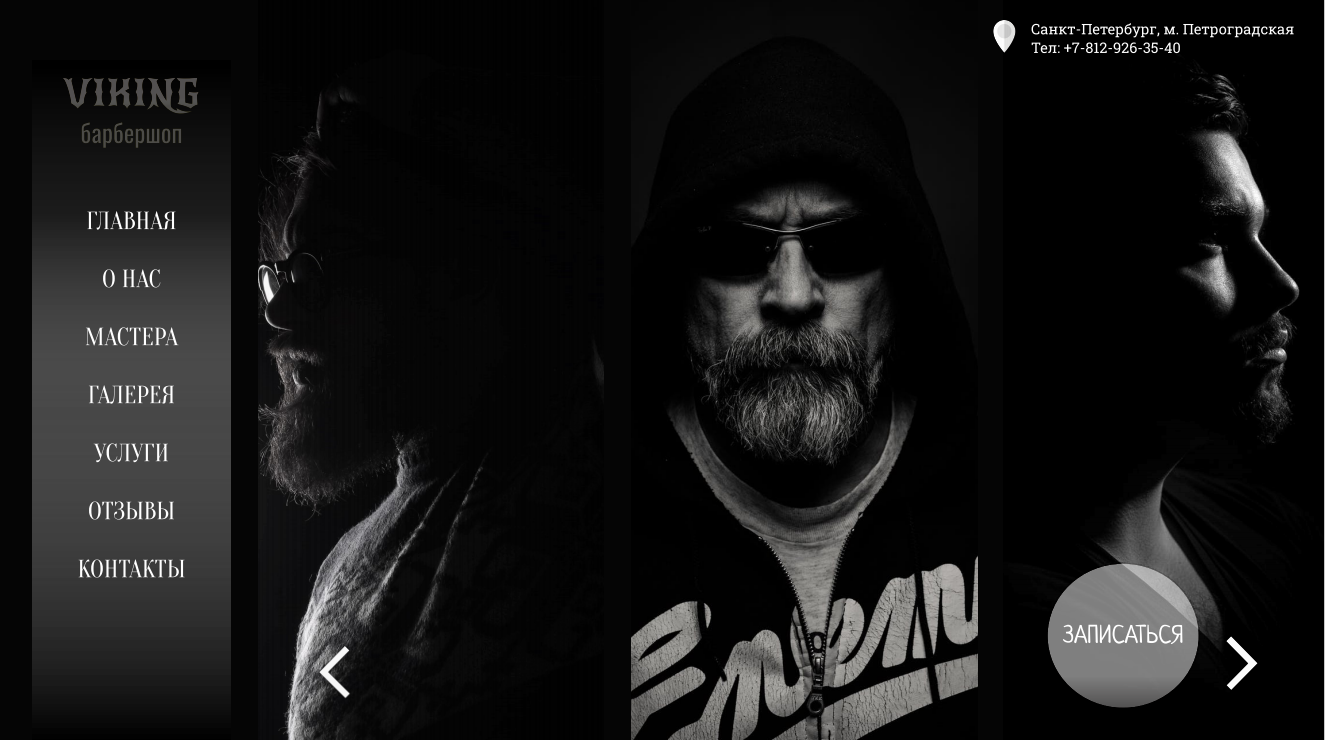 Санкт-Петербург, м. Петроградская
Тел: +7-812-926-35-40
VIKING
барбершоп
ГЛАВНАЯ
О НАС
МАСТЕРА
ГАЛЕРЕЯ
УСЛУГИ
ОТЗЫВЫ
КОНТАКТЫ
ЗАПИСАТЬСЯ